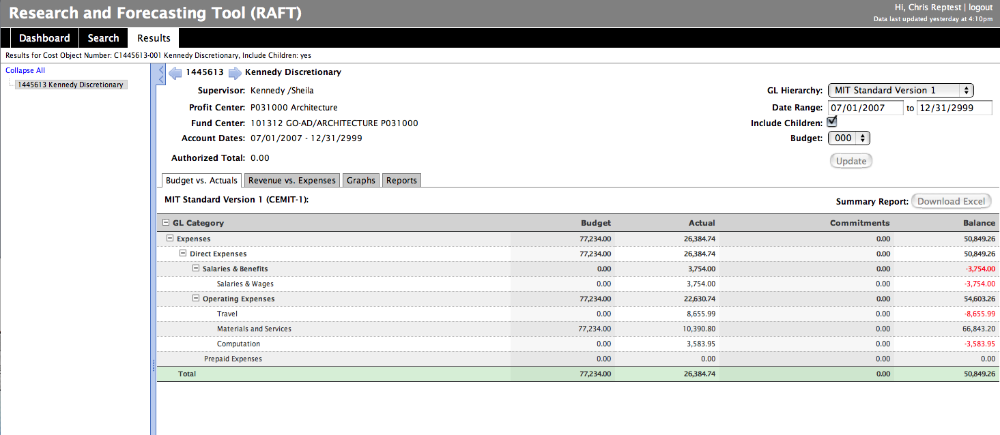 Research and Forecasting Tool (RAFT)
Hi, Chris Reptest | logout
Data last updated yesterday at 4:10pm
Dashboard Search Results
Results for Cost Object Number: C1445613-001 Kennedy Discretionary, Include Children: yes
Collapse All
1445613 Kennedy Discretionary
1445613 Kennedy Discretionary
Supervisor: Kennedy /Sheila
Profit Center: P031000 Architecture
Fund Center: 101312 GO-AD/ARCHITECTURE P031000
Account Dates: 07/01/2007 - 12/31/2999
Authorized Total: 0.00
GL Hierarchy: MIT Standard Version 1
Date Range: 07/01/2007 to 12/31/2999
Include Children:
Budget: 000
Update
Budget vs. Actuals Revenue vs. Expenses Graphs Reports
MIT Standard Version 1 (CEMIT-1):
Summary Report: Download Excel
GL Category Budget Actual Commitments Balance
Expenses 77,234.00 26,384.74 0.00 50,849.26
Direct Expenses 77,234.00 26,384.74 0.00 50,849.26
Salaries & Benefits 0.00 3,754.00 0.00 -3,754.00
Salaries & Wages 0.00 3,754.00 0.00 -3,754.00
Operating Expenses 77,234.00 22,630.74 0.00 54,603.26
Travel 0.00 8,655.99 0.00 -8,655.99
Materials and Services 77,234.00 10,390.80 0.00 66,843.20
Computation 0.00 3,583.95 0.00 -3,583.95
Prepaid Expenses 0.00 0.00 0.00 0.00
Total 77,234.00 26,384.74 0.00 50,849.26